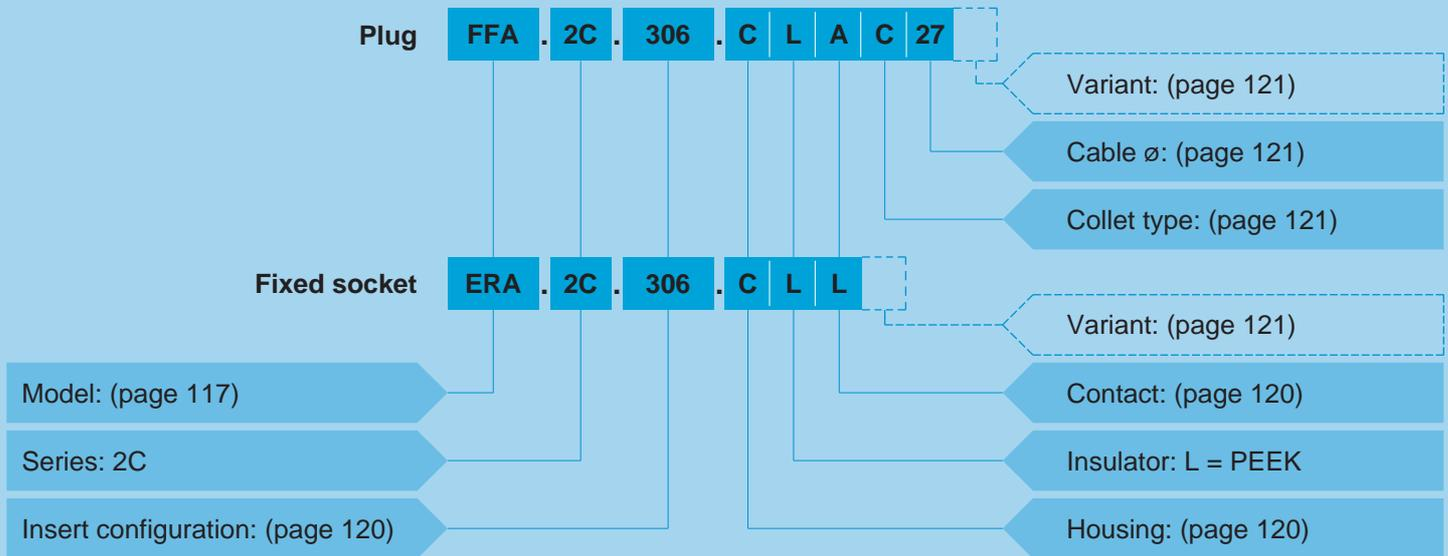 Plug FFA . 2C . 306 . C L A C 27
Variant: (page 121)
Cable ø: (page 121)
Collet type: (page 121)
Fixed socket ERA . 2C . 306 . C L L
Variant: (page 121)
Model: (page 117)
Contact: (page 120)
Series: 2C
Insulator: L = PEEK
Insert configuration: (page 120)
Housing: (page 120)